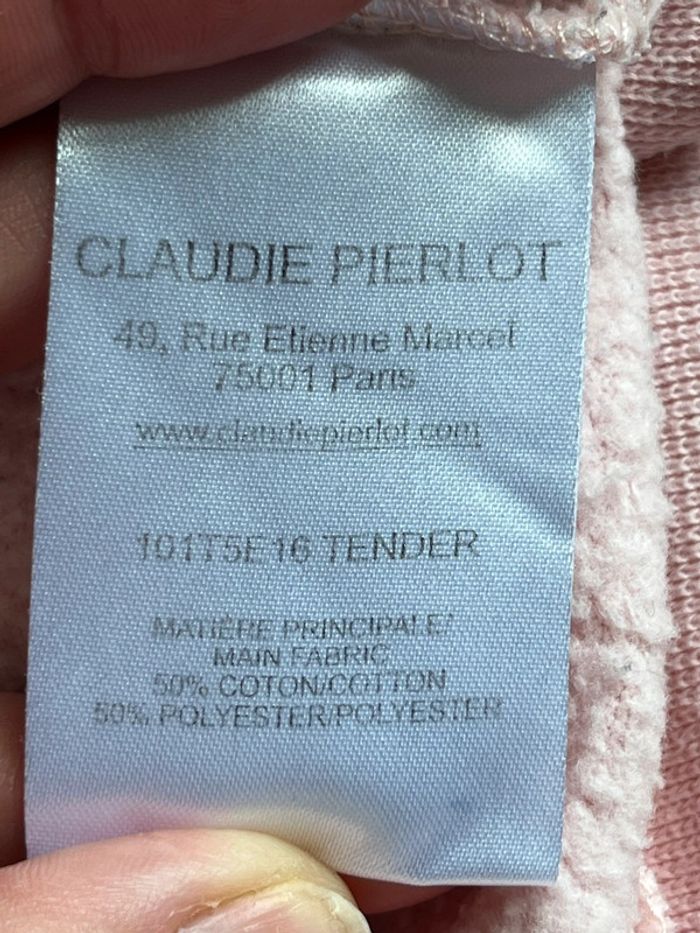 CLAUDIE PIERLOT
49, Rue Etienne Marcel
75001 Paris
www.claudiepierlot.com
101T5E16 TENDER
MATIÈRE PRINCIPALE/
MAIN FABRIC
50% COTON/COTTON
50% POLYESTER/POLYESTER